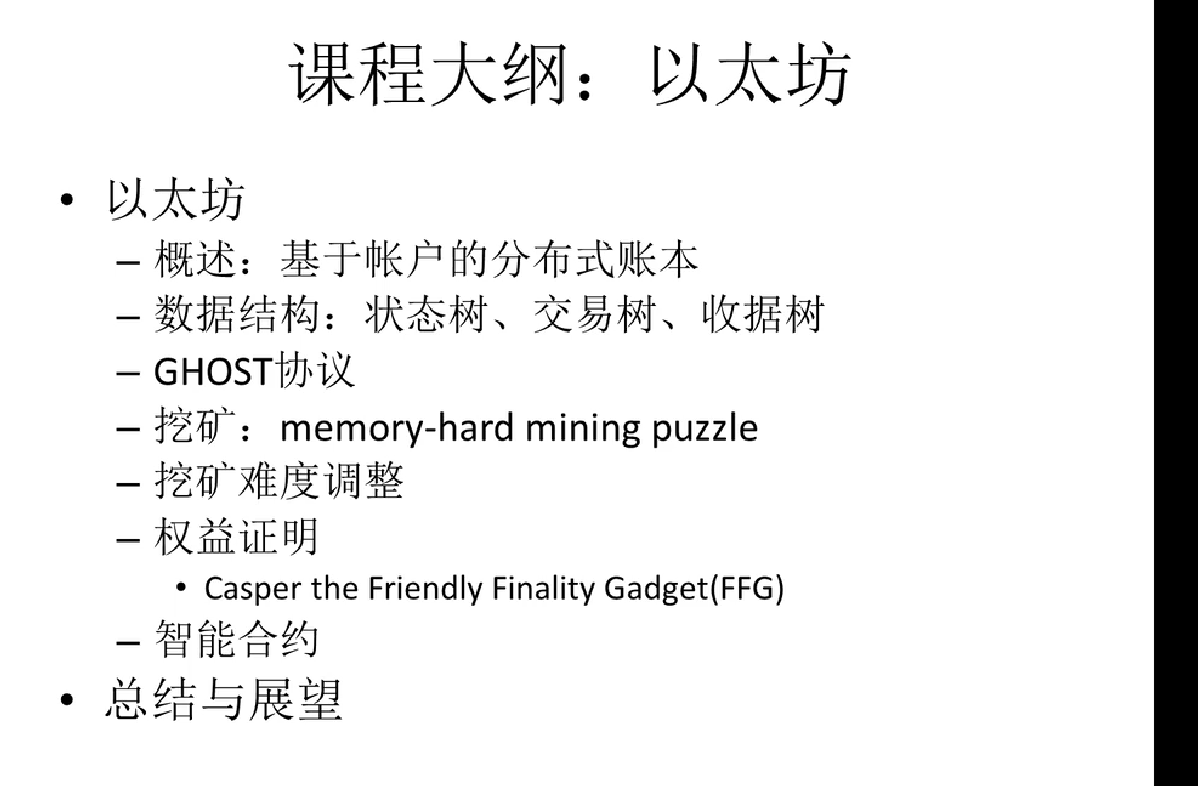 课程大纲：以太坊
• 以太坊
– 概述：基于帐户的分布式账本
– 数据结构：状态树、交易树、收据树
– GHOST协议
– 挖矿：memory-hard mining puzzle
– 挖矿难度调整
– 权益证明
• Casper the Friendly Finality Gadget(FFG)
– 智能合约
• 总结与展望